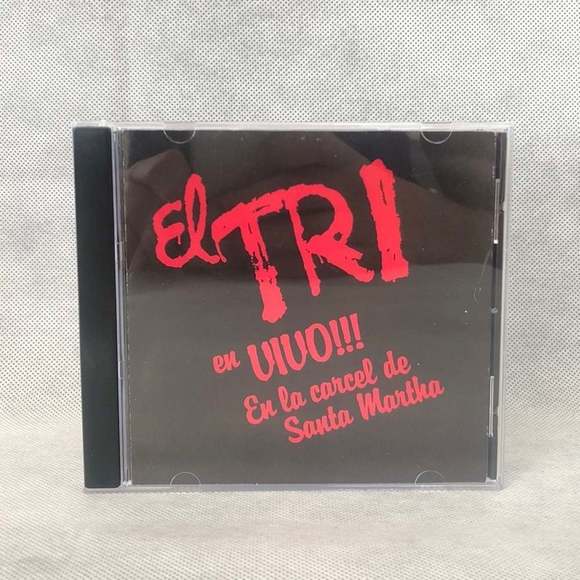 El TRI
en VIVO!!!
En la carcel de
Santa Martha